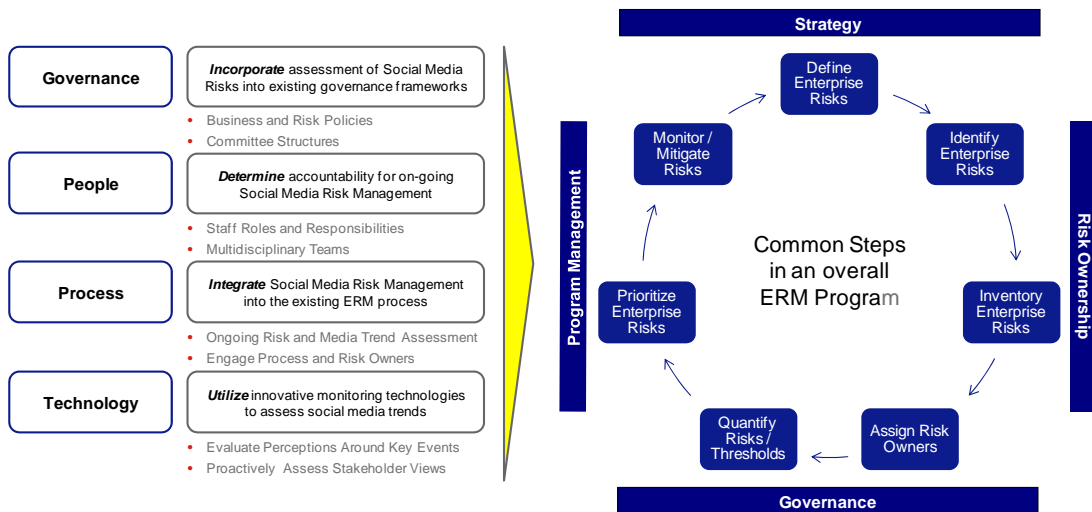 Governance
Incorporate assessment of Social Media
Risks into existing governance frameworks
• Business and Risk Policies
• Committee Structures
People
Determine accountability for on-going
Social Media Risk Management
• Staff Roles and Responsibilities
• Multidisciplinary Teams
Process
Integrate Social Media Risk Management
into the existing ERM process
• Ongoing Risk and Media Trend Assessment
• Engage Process and Risk Owners
Technology
Utilize innovative monitoring technologies
to assess social media trends
• Evaluate Perceptions Around Key Events
• Proactively Assess Stakeholder Views
Strategy
Program Management
Risk Ownership
Governance
Define
Enterprise
Risks
Identify
Enterprise
Risks
Inventory
Enterprise
Risks
Assign Risk
Owners
Quantify
Risks /
Thresholds
Prioritize
Enterprise
Risks
Monitor /
Mitigate
Risks
Common Steps
in an overall
ERM Program